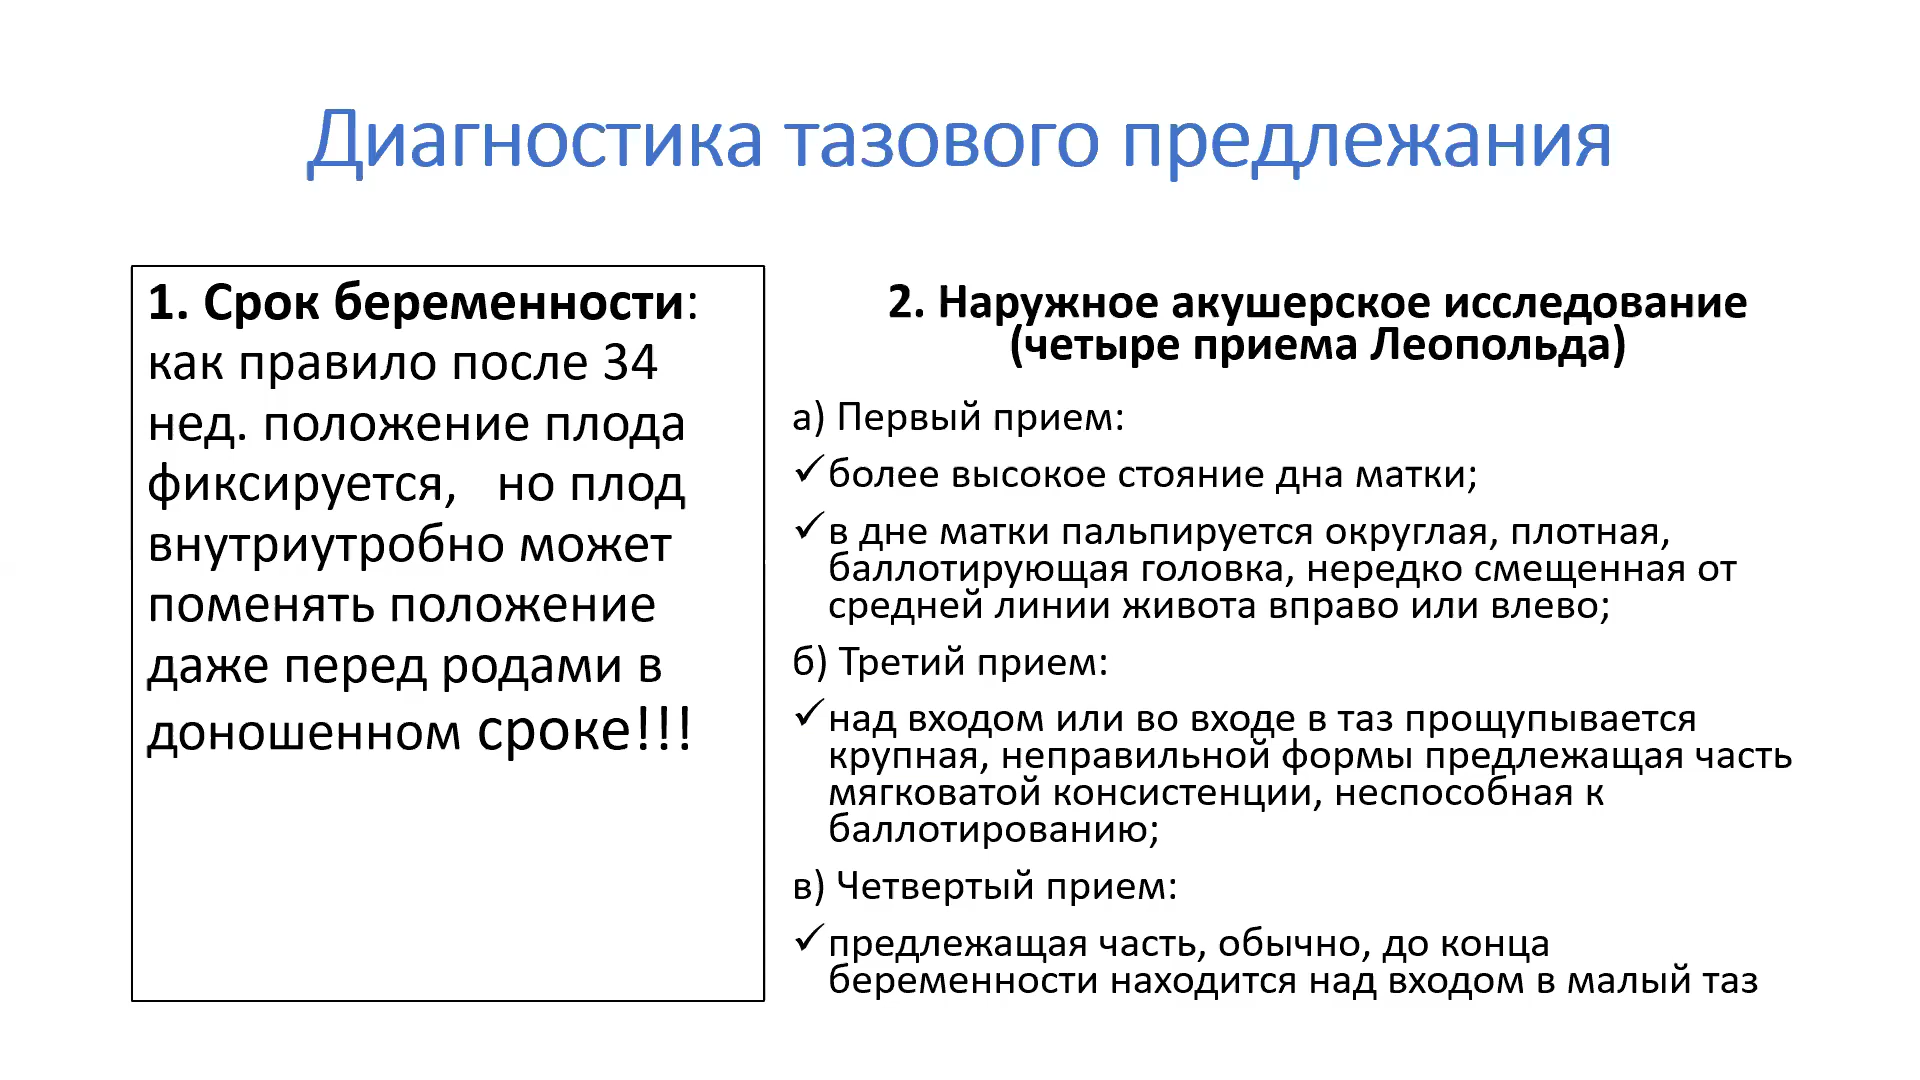 Диагностика тазового предлежания
1. Срок беременности:
как правило после 34
нед. положение плода
фиксируется, но плод
внутриутробно может
поменять положение
даже перед родами в
доношенном сроке!!!
2. Наружное акушерское исследование
(четыре приема Леопольда)
а) Первый прием:
✓более высокое стояние дна матки;
✓в дне матки пальпируется округлая, плотная,
баллотирующая головка, нередко смещенная от
средней линии живота вправо или влево;
б) Третий прием:
✓над входом или во входе в таз прощупывается
крупная, неправильной формы предлежащая часть
мягковатой консистенции, неспособная к
баллотированию;
в) Четвертый прием:
✓предлежащая часть, обычно, до конца
беременности находится над входом в малый таз